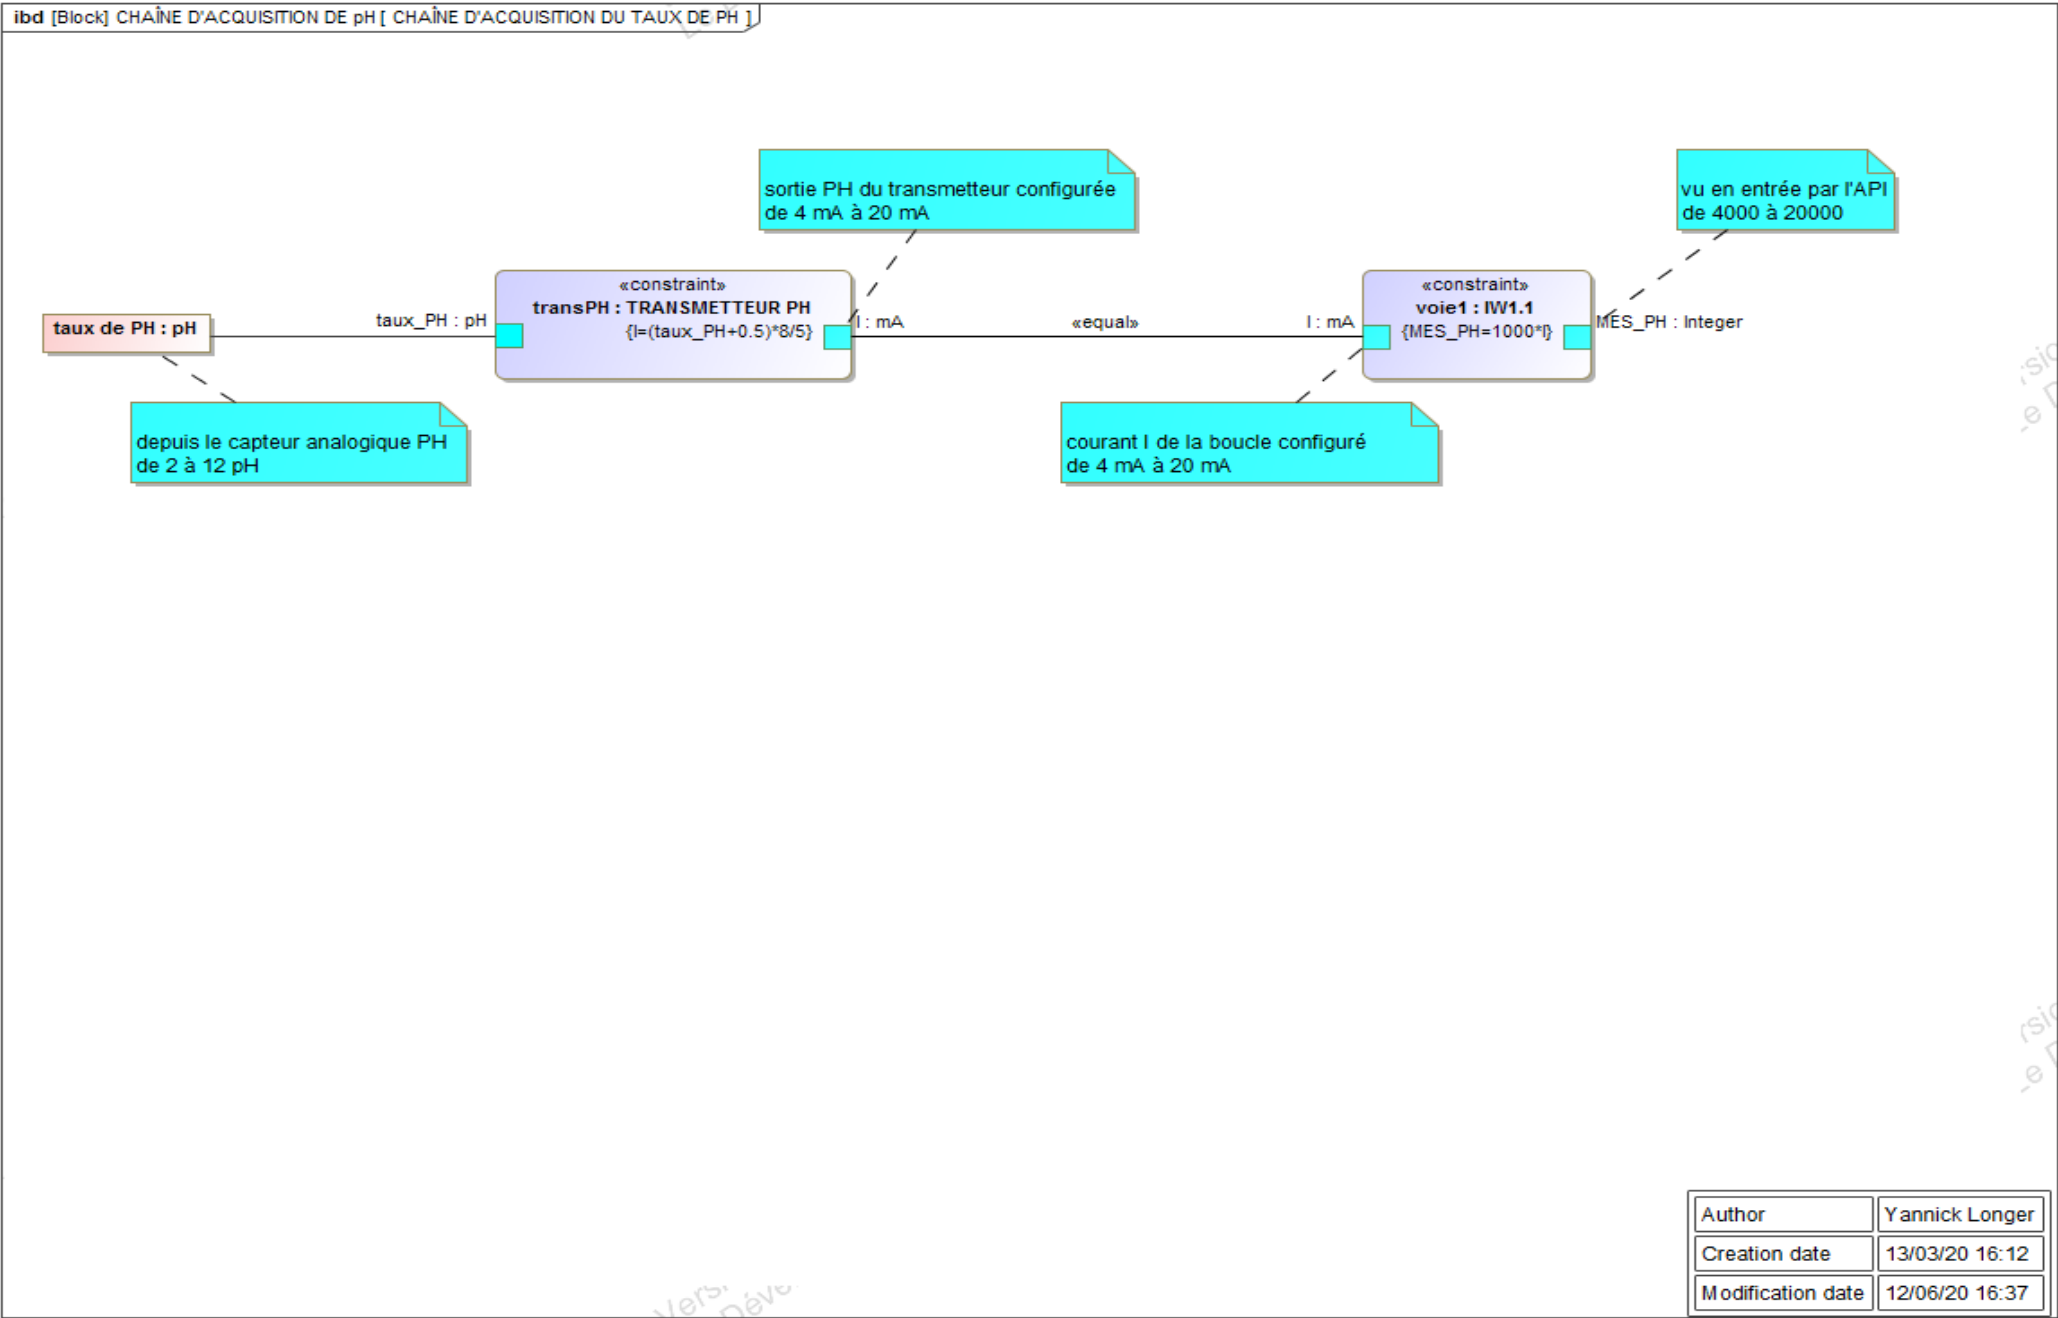 ibd [Block] CHAÎNE D'ACQUISITION DE pH [ CHAÎNE D'ACQUISITION DU TAUX DE PH ]
sortie PH du transmetteur configurée
de 4 mA à 20 mA
vu en entrée par l'API
de 4000 à 20000
taux de PH : pH
taux_PH : pH
«constraint»
transPH : TRANSMETTEUR PH
{I=(taux_PH+0.5)*8/5}
I : mA
«equal»
I : mA
«constraint»
voie1 : IW1.1
{MES_PH=1000*I}
MES_PH : Integer
depuis le capteur analogique PH
de 2 à 12 pH
courant I de la boucle configuré
de 4 mA à 20 mA
Author
Yannick Longer
Creation date
13/03/20 16:12
Modification date
12/06/20 16:37